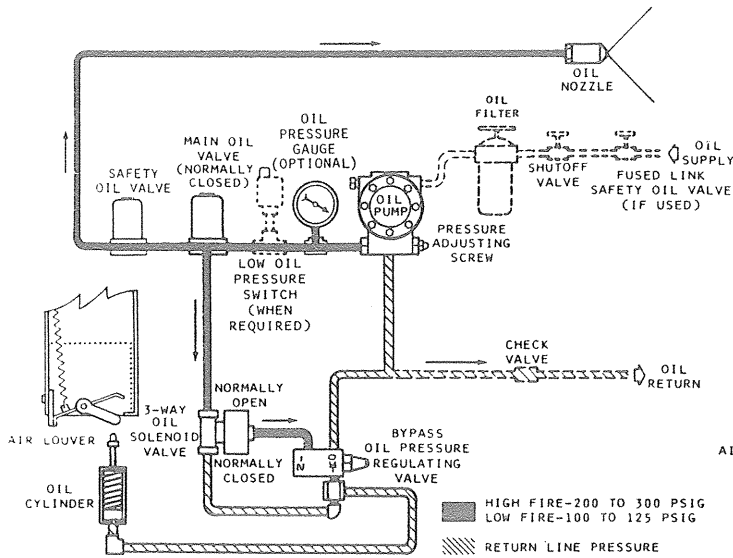 OIL
NOZZLE
OIL
FILTER
OIL
SUPPLY
SHUTOFF
VALVE
FUSED LINK
SAFETY OIL VALVE
(IF USED)
OIL
PRESSURE
GAUGE
(OPTIONAL)
MAIN OIL
VALVE
(NORMALLY
CLOSED)
SAFETY
OIL VALVE
OIL
PUMP
PRESSURE
ADJUSTING
SCREW
LOW OIL
PRESSURE
SWITCH
(WHEN
REQUIRED)
CHECK
VALVE
OIL
RETURN
NORMALLY
OPEN
3-WAY
OIL
SOLENOID
VALVE
NORMALLY
CLOSED
AIR LOUVER
IN
BYPASS
OIL PRESSURE
REGULATING
VALVE
OIL
CYLINDER
AI
HIGH FIRE-200 TO 300 PSIG
LOW FIRE-100 TO 125 PSIG
RETURN LINE PRESSURE